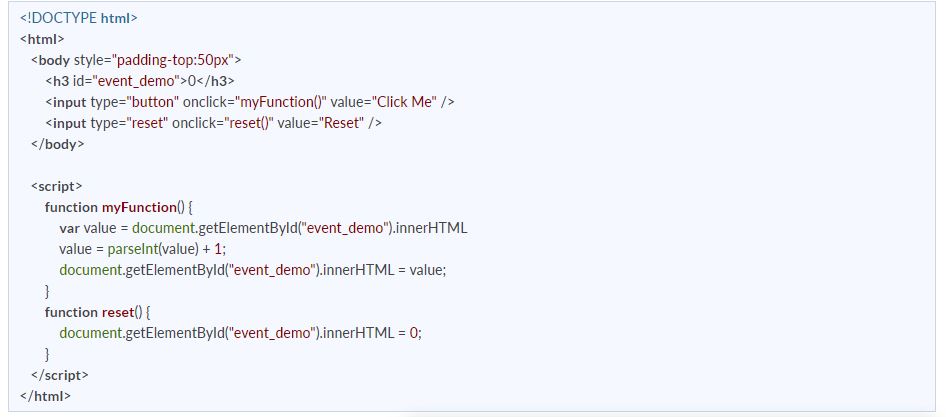 <!DOCTYPE html>
<html>
<body style="padding-top:50px">
<h3 id="event_demo">0</h3>
<input type="button" onclick="myFunction()" value="Click Me" />
<input type="reset" onclick="reset()" value="Reset" />
</body>
<script>
function myFunction() {
var value = document.getElementById("event_demo").innerHTML
value = parseInt(value) + 1;
document.getElementById("event_demo").innerHTML = value;
}
function reset() {
document.getElementById("event_demo").innerHTML = 0;
}
</script>
</html>